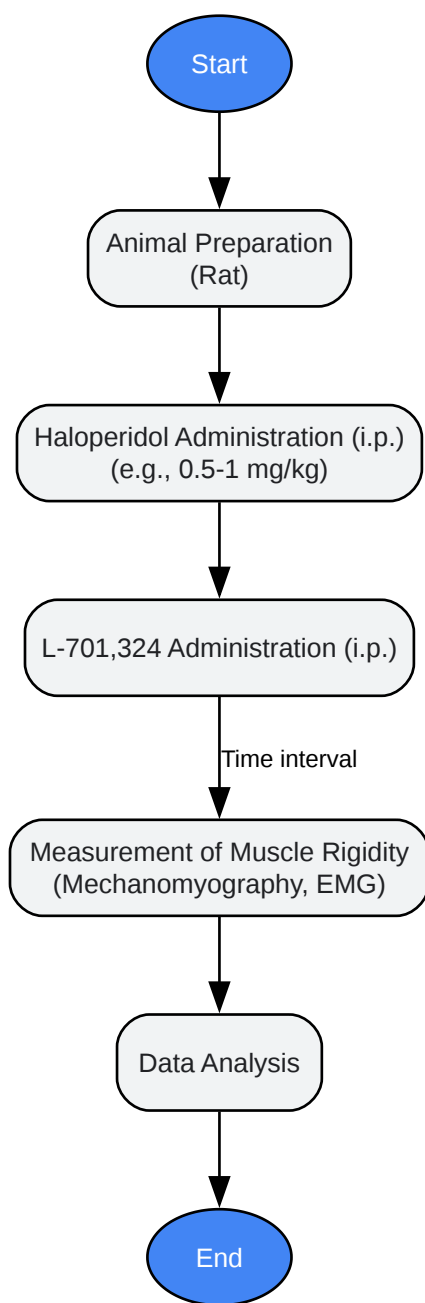 Start
Animal Preparation
(Rat)
Haloperidol Administration (i.p.)
(e.g., 0.5-1 mg/kg)
L-701,324 Administration (i.p.)
Time interval
Measurement of Muscle Rigidity
(Mechanomyography, EMG)
Data Analysis
End